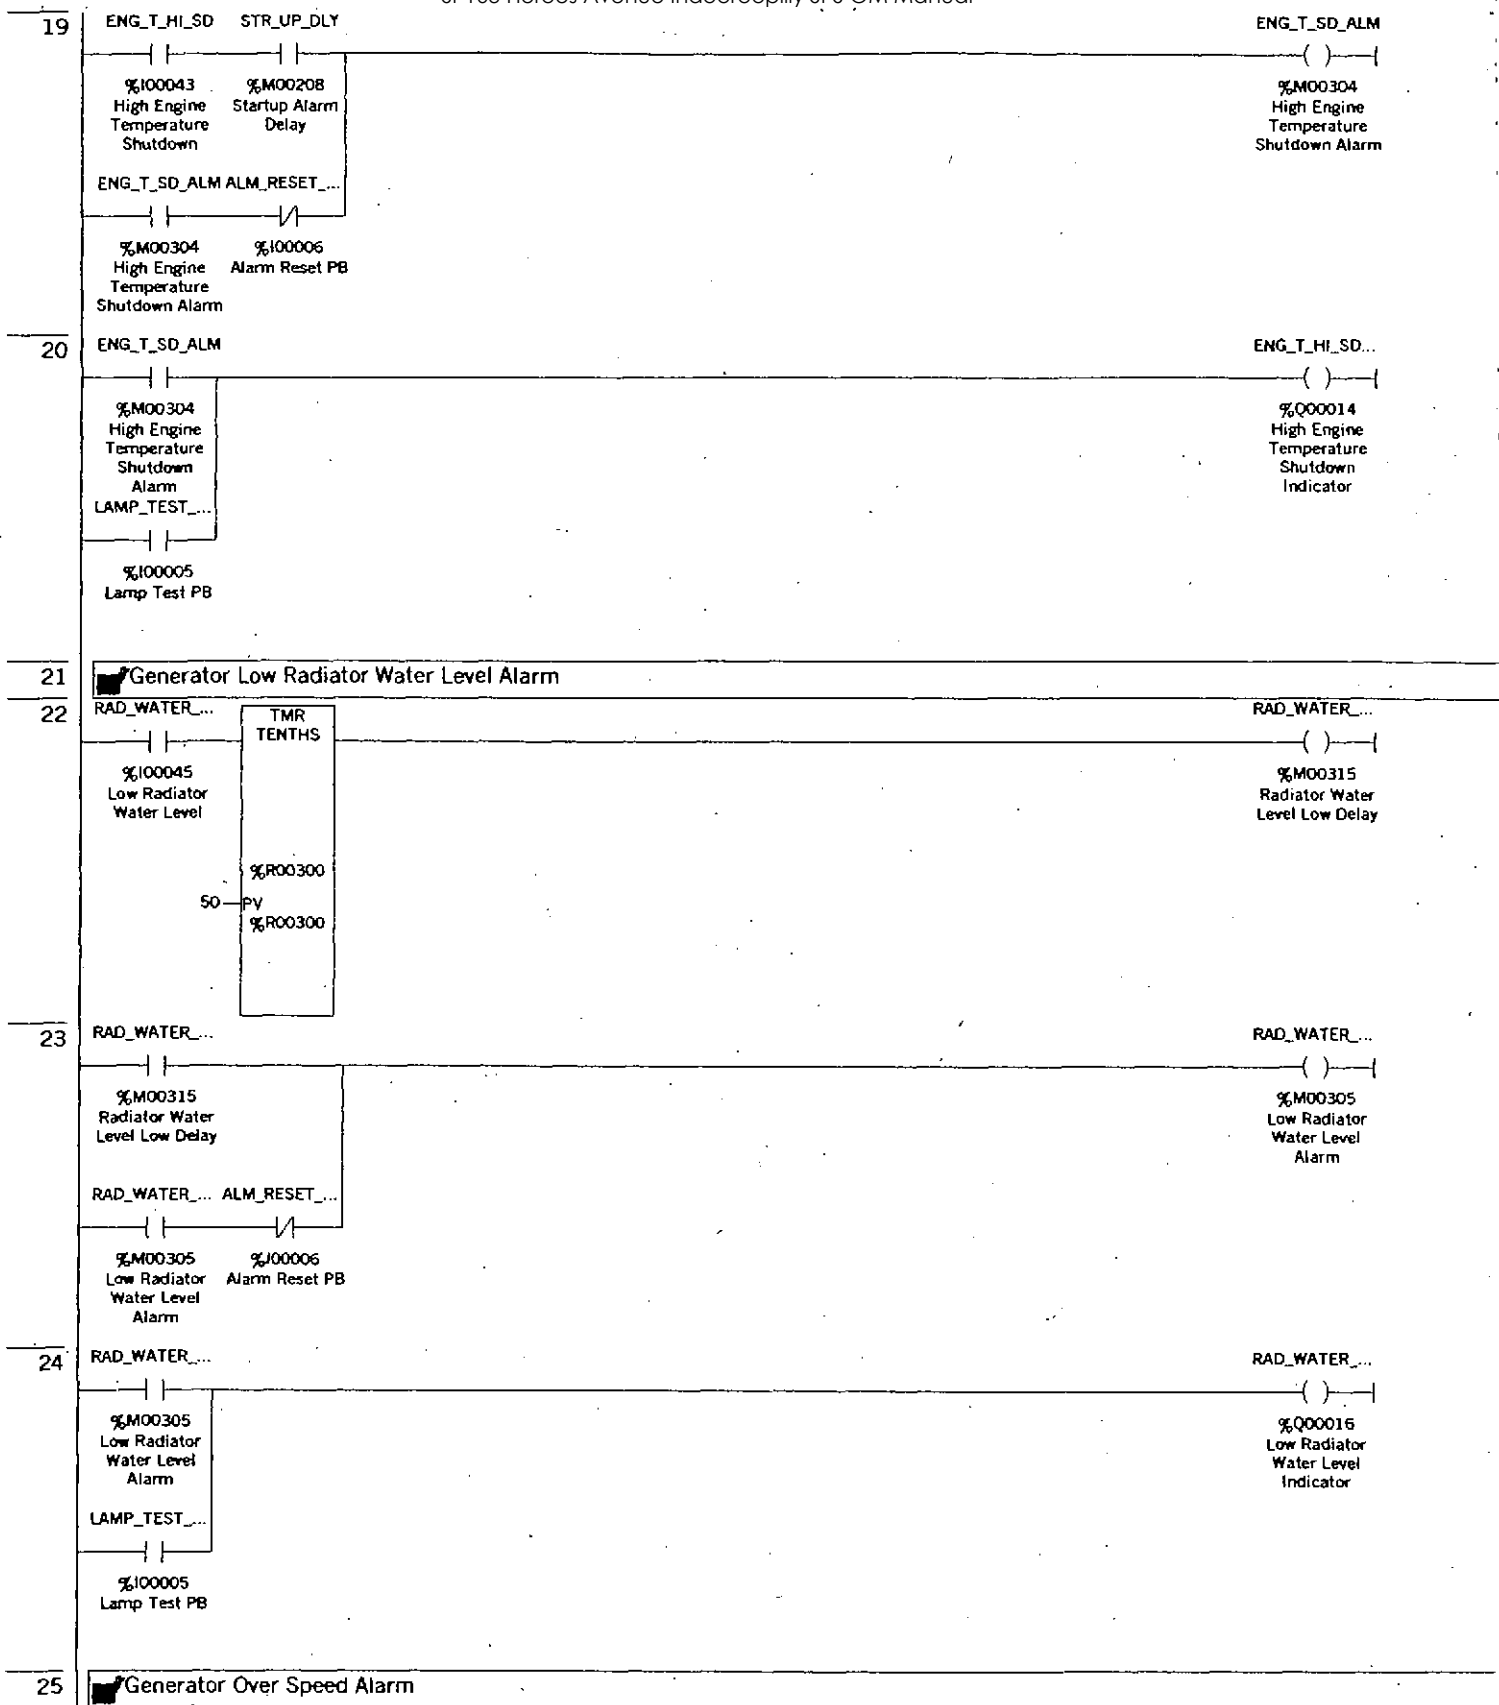 19
ENG_T_HI_SD STR_UP_DLY ENG_T_SD_ALM
%I00043 %M00208 %M00304
High Engine Startup Alarm High Engine
Temperature Delay Temperature
Shutdown Shutdown Alarm
ENG_T_SD_ALM ALM_RESET_...
%M00304 %I00006
High Engine Alarm Reset PB
Temperature
Shutdown Alarm
20
ENG_T_SD_ALM ENG_T_HI_SD...
%M00304 %Q00014
High Engine High Engine
Temperature Temperature
Shutdown Shutdown
Alarm Indicator
LAMP_TEST_...
%I00005
Lamp Test PB
21 Generator Low Radiator Water Level Alarm
22
RAD_WATER_... TMR RAD_WATER_...
TENTHS
%I00045 %M00315
Low Radiator Radiator Water
Water Level Level Low Delay
%R00300
50 PV
%R00300
23
RAD_WATER_... RAD_WATER_...
%M00315 %M00305
Radiator Water Low Radiator
Level Low Delay Water Level
Alarm
RAD_WATER_... ALM_RESET_...
%M00305 %I00006
Low Radiator Alarm Reset PB
Water Level
Alarm
24
RAD_WATER_... RAD_WATER_...
%M00305 %Q00016
Low Radiator Low Radiator
Water Level Water Level
Alarm Indicator
LAMP_TEST_...
%I00005
Lamp Test PB
25 Generator Over Speed Alarm